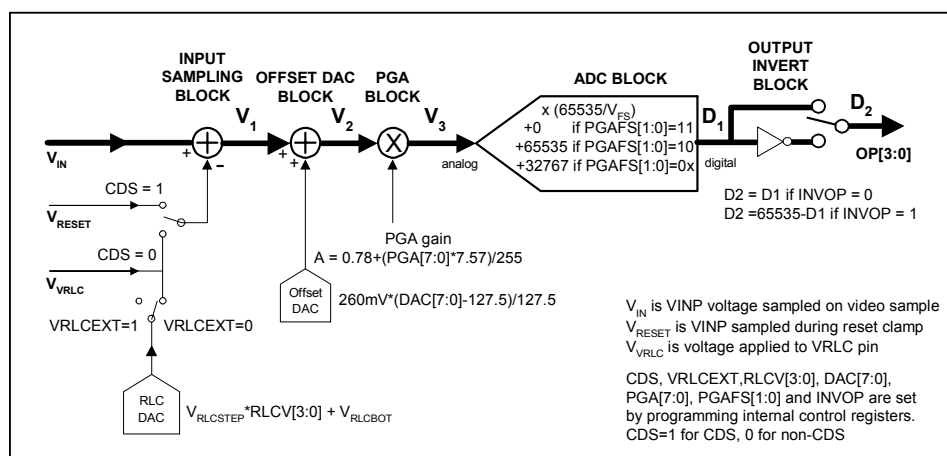 INPUT
SAMPLING
BLOCK
OFFSET DAC
BLOCK
PGA
BLOCK
ADC BLOCK
OUTPUT
INVERT
BLOCK
V1
V2
V3
D1
D2
x (65535/VFS)
+0 if PGAFS[1:0]=11
+65535 if PGAFS[1:0]=10
+32767 if PGAFS[1:0]=0x
VIN
+
+
-
+
+
+
X
analog
digital
OP[3:0]
CDS = 1
VRESET
CDS = 0
VVRLC
VRLCEXT=1
VRLCEXT=0
RLC
DAC
VRLCSTEP*RLCV[3:0] + VRLCBOT
Offset
DAC
260mV*(DAC[7:0]-127.5)/127.5
PGA gain
A = 0.78+(PGA[7:0]*7.57)/255
D2 = D1 if INVOP = 0
D2 =65535-D1 if INVOP = 1
VIN is VINP voltage sampled on video sample
VRESET is VINP sampled during reset clamp
VVRLC is voltage applied to VRLC pin
CDS, VRLCEXT,RLCV[3:0], DAC[7:0],
PGA[7:0], PGAFS[1:0] and INVOP are set
by programming internal control registers.
CDS=1 for CDS, 0 for non-CDS